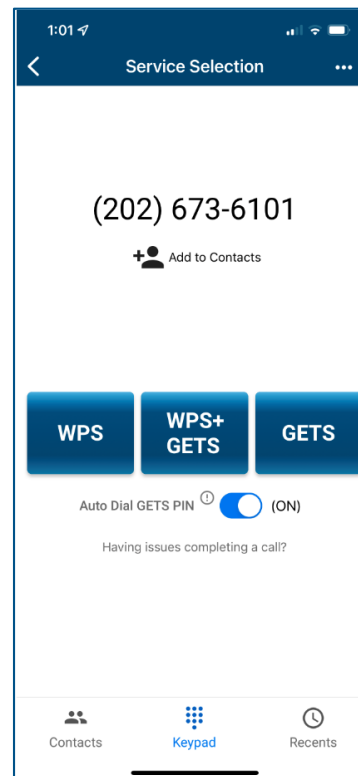 1:01
Service Selection
(202) 673-6101
Add to Contacts
WPS
WPS+
GETS
GETS
Auto Dial GETS PIN (ON)
Having issues completing a call?
Contacts
Keypad
Recents